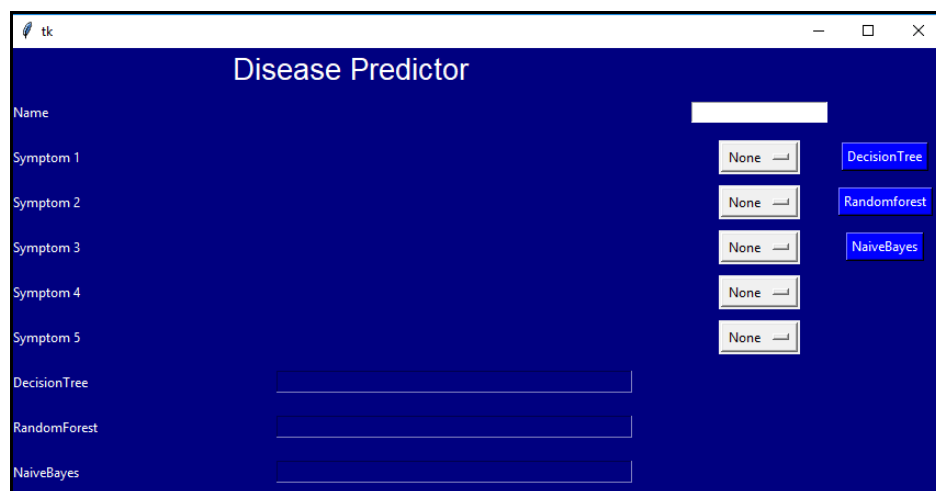 tk
Disease Predictor
Name
Symptom 1 None DecisionTree
Symptom 2 None Randomforest
Symptom 3 None NaiveBayes
Symptom 4 None
Symptom 5 None
DecisionTree
RandomForest
NaiveBayes